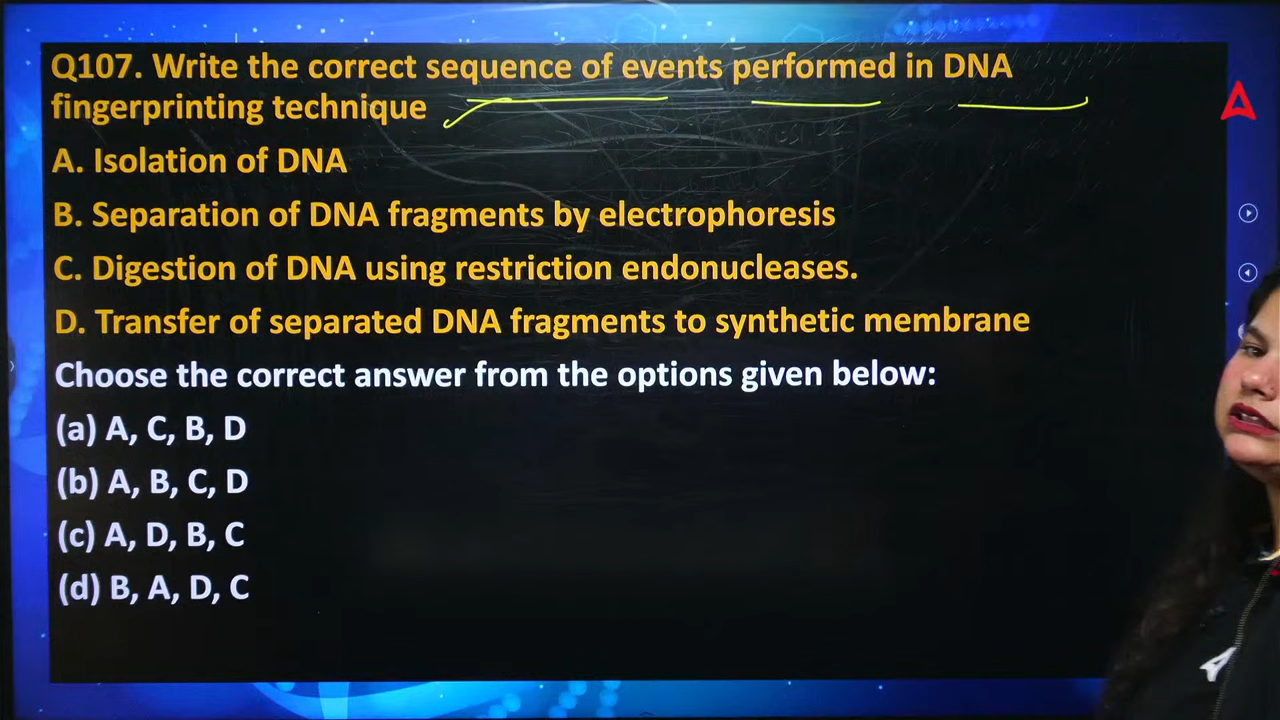 Q107. Write the correct sequence of events performed in DNA
fingerprinting technique
A. Isolation of DNA
B. Separation of DNA fragments by electrophoresis
C. Digestion of DNA using restriction endonucleases.
D. Transfer of separated DNA fragments to synthetic membrane
Choose the correct answer from the options given below:
(a) A, C, B, D
(b) A, B, C, D
(c) A, D, B, C
(d) B, A, D, C